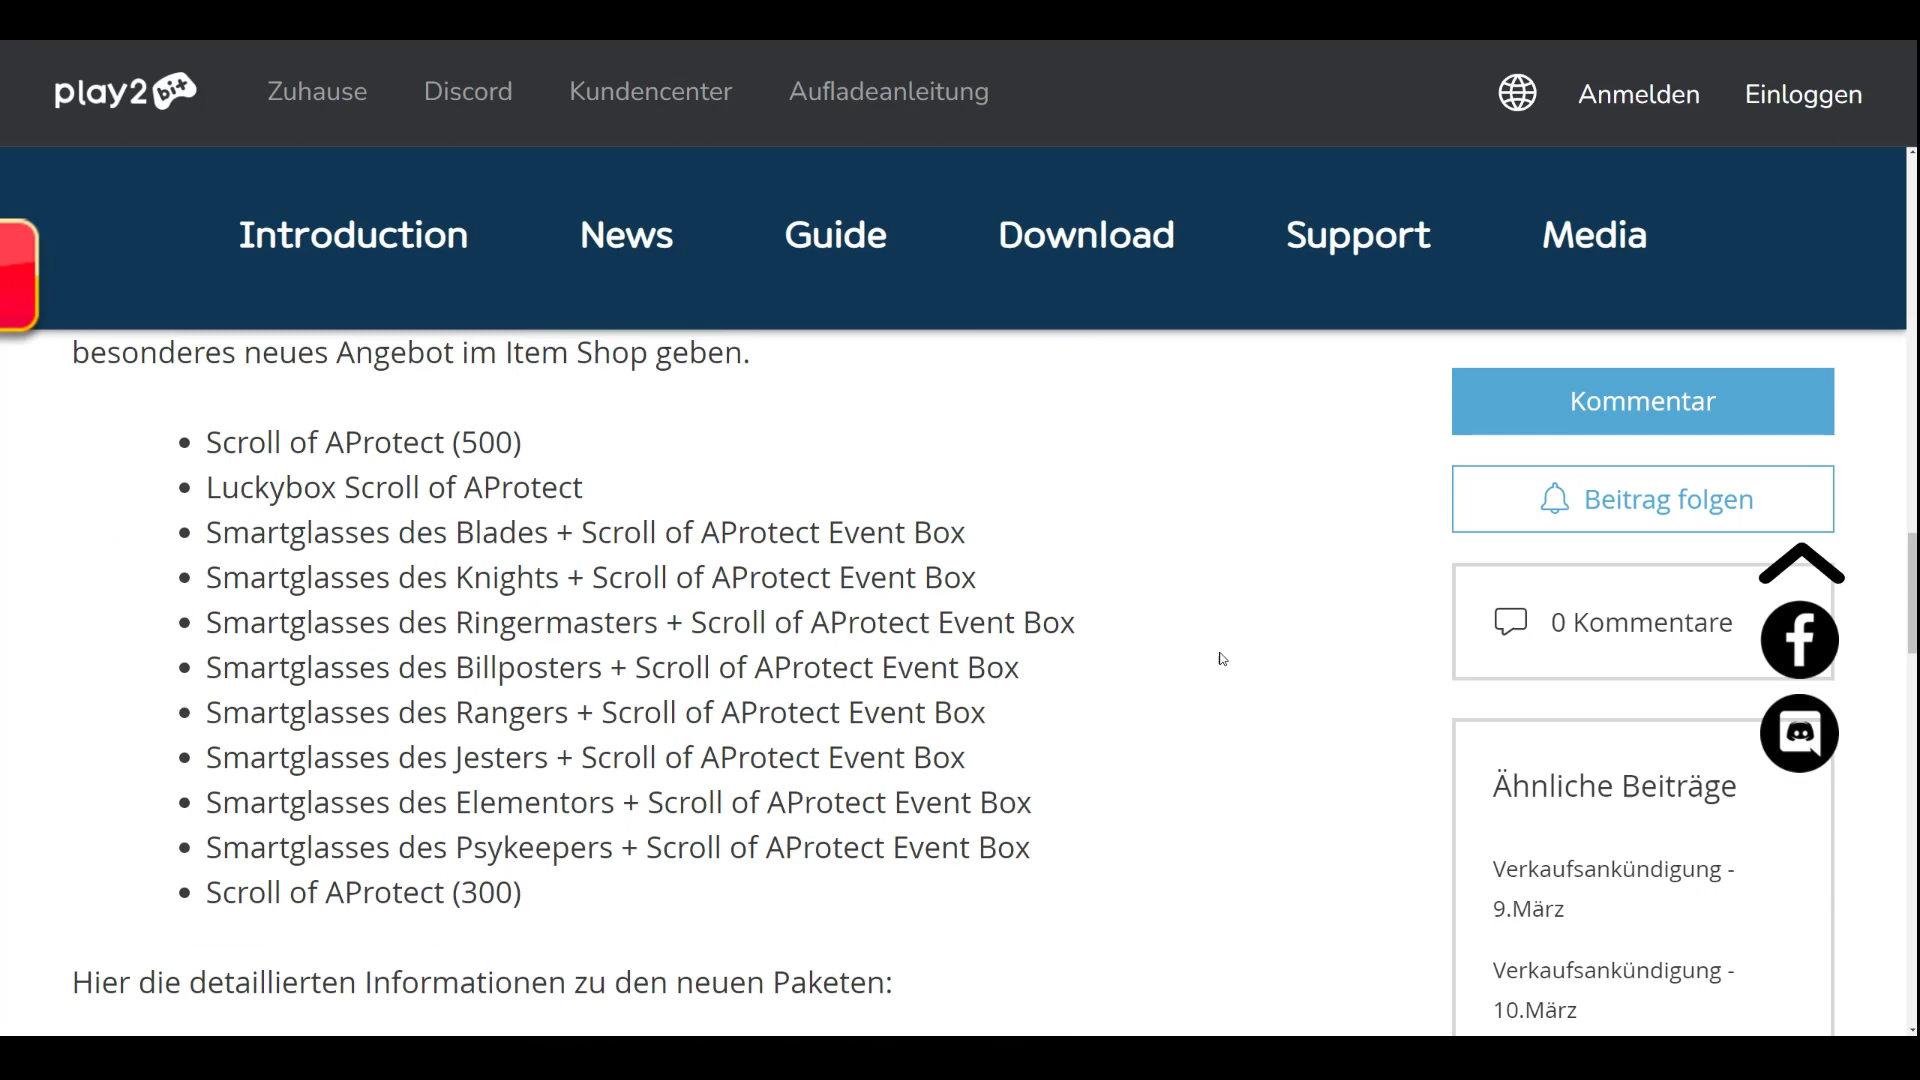 play2bit
Zuhause
Discord
Kundencenter
Aufladeanleitung
Anmelden
Einloggen
Introduction
News
Guide
Download
Support
Media
besonderes neues Angebot im Item Shop geben.
• Scroll of AProtect (500)
• Luckybox Scroll of AProtect
• Smartglasses des Blades + Scroll of AProtect Event Box
• Smartglasses des Knights + Scroll of AProtect Event Box
• Smartglasses des Ringermasters + Scroll of AProtect Event Box
• Smartglasses des Billposters + Scroll of AProtect Event Box
• Smartglasses des Rangers + Scroll of AProtect Event Box
• Smartglasses des Jesters + Scroll of AProtect Event Box
• Smartglasses des Elementors + Scroll of AProtect Event Box
• Smartglasses des Psykeepers + Scroll of AProtect Event Box
• Scroll of AProtect (300)
Hier die detaillierten Informationen zu den neuen Paketen:
Kommentar
Beitrag folgen
0 Kommentare
Ähnliche Beiträge
Verkaufsankündigung -
9.März
Verkaufsankündigung -
10.März